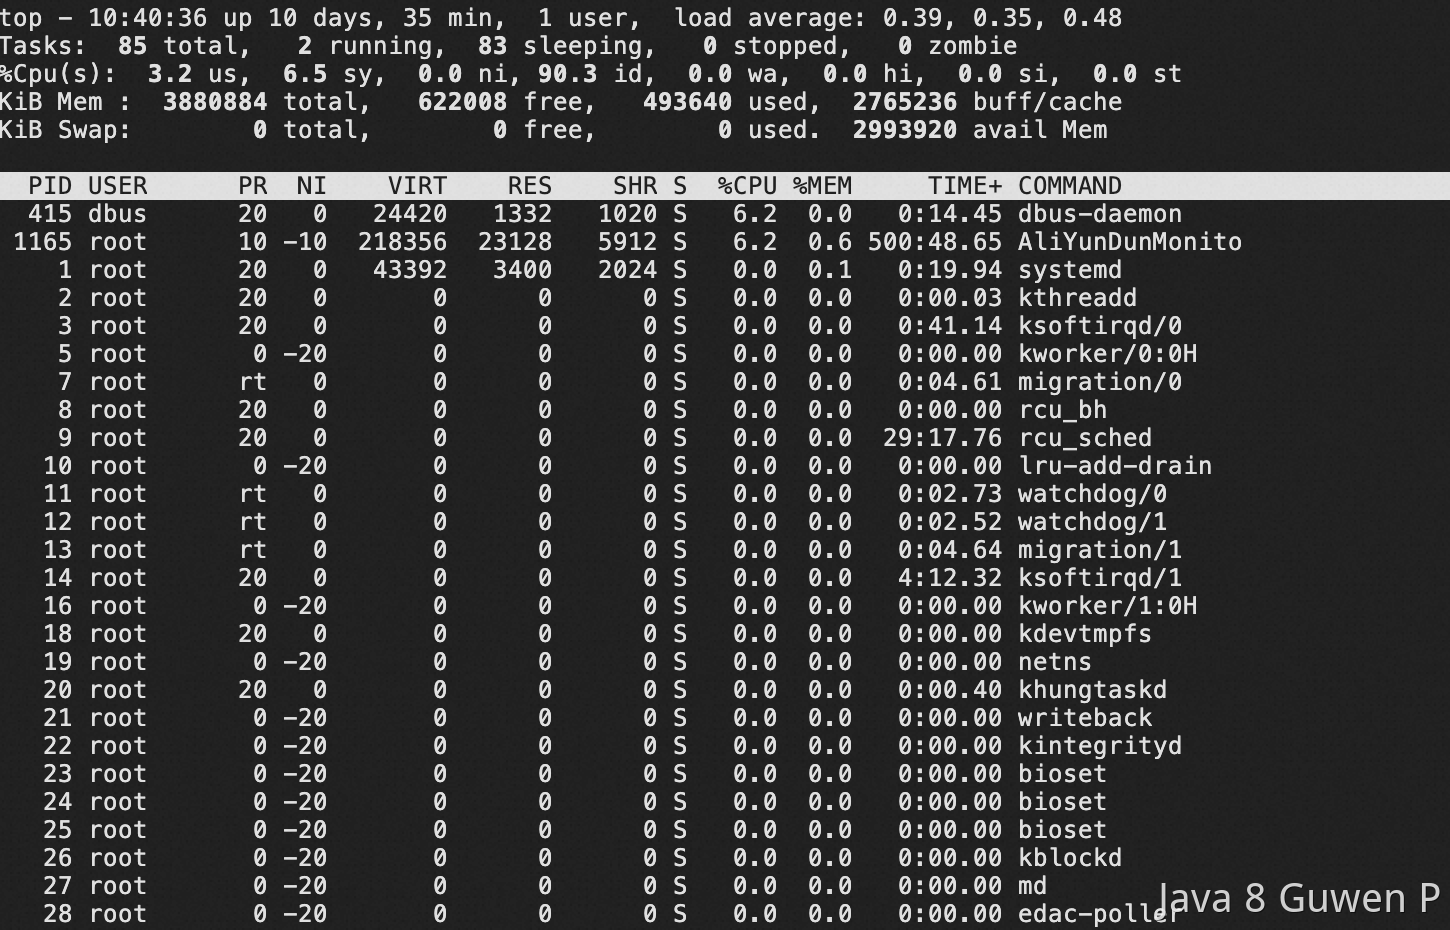 top - 10:40:36 up 10 days, 35 min,  1 user,  load average: 0.39, 0.35, 0.48
Tasks:  85 total,   2 running,  83 sleeping,   0 stopped,   0 zombie
%Cpu(s):  3.2 us,  6.5 sy,  0.0 ni, 90.3 id,  0.0 wa,  0.0 hi,  0.0 si,  0.0 st
KiB Mem :  3880884 total,   622008 free,   493640 used,  2765236 buff/cache
KiB Swap:        0 total,        0 free,        0 used.  2993920 avail Mem
PID USER      PR  NI    VIRT    RES    SHR S  %CPU %MEM     TIME+ COMMAND
415 dbus      20   0   24420   1332   1020 S   6.2  0.0   0:14.45 dbus-daemon
1165 root      10 -10  218356  23128   5912 S   6.2  0.6 500:48.65 AliYunDunMonito
1 root      20   0   43392   3400   2024 S   0.0  0.1   0:19.94 systemd
2 root      20   0       0      0      0 S   0.0  0.0   0:00.03 kthreadd
3 root      20   0       0      0      0 S   0.0  0.0   0:41.14 ksoftirqd/0
5 root       0 -20       0      0      0 S   0.0  0.0   0:00.00 kworker/0:0H
7 root      rt   0       0      0      0 S   0.0  0.0   0:04.61 migration/0
8 root      20   0       0      0      0 S   0.0  0.0   0:00.00 rcu_bh
9 root      20   0       0      0      0 S   0.0  0.0  29:17.76 rcu_sched
10 root       0 -20       0      0      0 S   0.0  0.0   0:00.00 lru-add-drain
11 root      rt   0       0      0      0 S   0.0  0.0   0:02.73 watchdog/0
12 root      rt   0       0      0      0 S   0.0  0.0   0:02.52 watchdog/1
13 root      rt   0       0      0      0 S   0.0  0.0   0:04.64 migration/1
14 root      20   0       0      0      0 S   0.0  0.0   4:12.32 ksoftirqd/1
16 root       0 -20       0      0      0 S   0.0  0.0   0:00.00 kworker/1:0H
18 root      20   0       0      0      0 S   0.0  0.0   0:00.00 kdevtmpfs
19 root       0 -20       0      0      0 S   0.0  0.0   0:00.00 netns
20 root      20   0       0      0      0 S   0.0  0.0   0:00.40 khungtaskd
21 root       0 -20       0      0      0 S   0.0  0.0   0:00.00 writeback
22 root       0 -20       0      0      0 S   0.0  0.0   0:00.00 kintegrityd
23 root       0 -20       0      0      0 S   0.0  0.0   0:00.00 bioset
24 root       0 -20       0      0      0 S   0.0  0.0   0:00.00 bioset
25 root       0 -20       0      0      0 S   0.0  0.0   0:00.00 bioset
26 root       0 -20       0      0      0 S   0.0  0.0   0:00.00 kblockd
27 root       0 -20       0      0      0 S   0.0  0.0   0:00.00 md
28 root       0 -20       0      0      0 S   0.0  0.0   0:00.00 edac-poller
Java 8 Guwen P